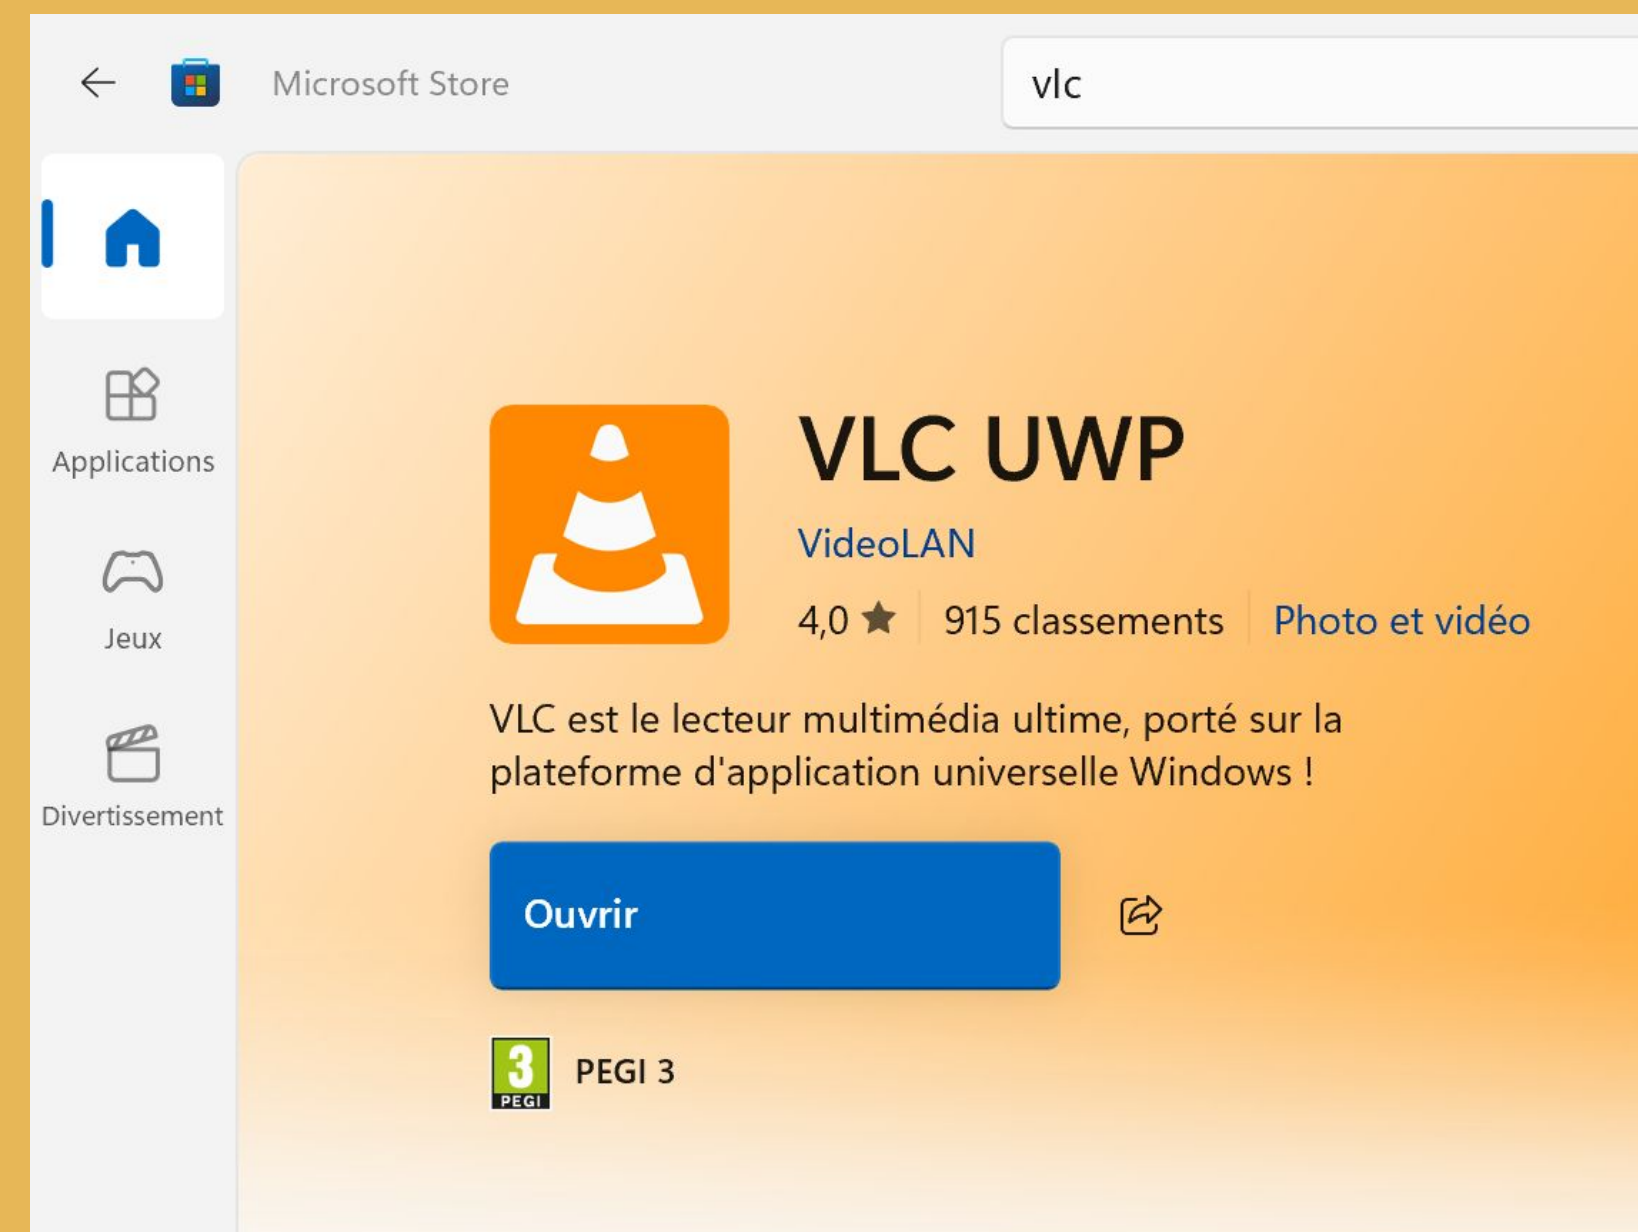 Microsoft Store
vlc
Applications
Jeux
Divertissement
VLC UWP
VideoLAN
4,0 ★ 915 classements Photo et vidéo
VLC est le lecteur multimédia ultime, porté sur la
plateforme d'application universelle Windows !
Ouvrir
3
PEGI
PEGI 3